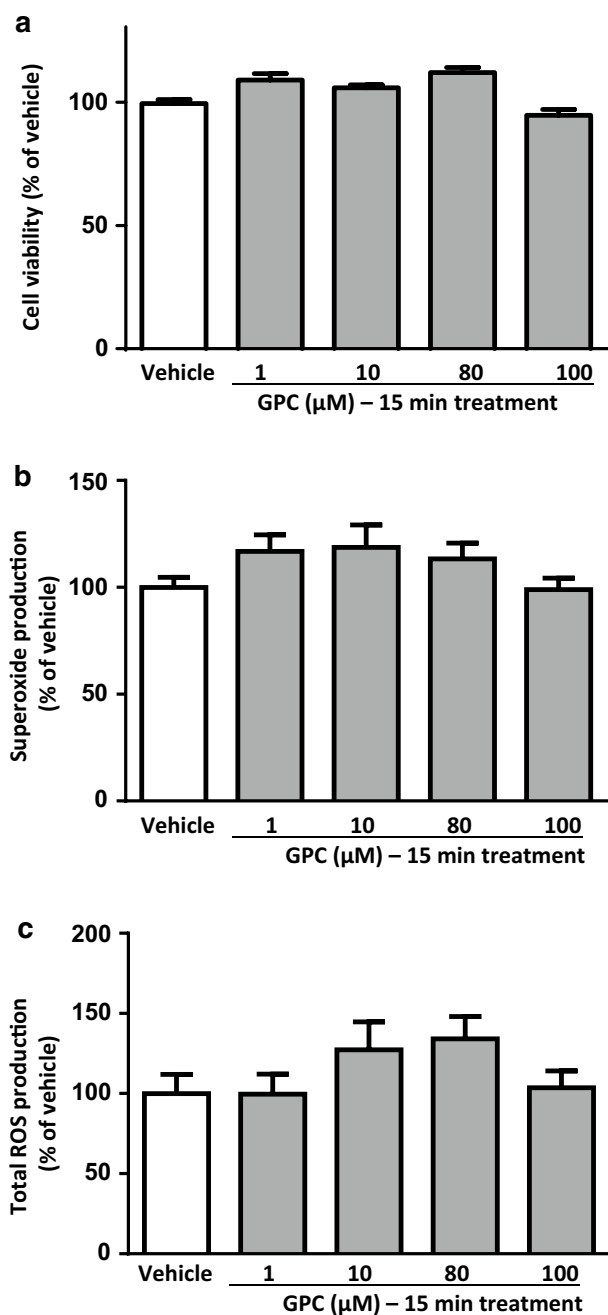 a
Cell viability (% of vehicle)
100
50
0
Vehicle 1 10 80 100
GPC (μM) – 15 min treatment
b
Superoxide production
(% of vehicle)
150
100
50
0
Vehicle 1 10 80 100
GPC (μM) – 15 min treatment
c
Total ROS production
(% of vehicle)
200
150
100
50
0
Vehicle 1 10 80 100
GPC (μM) – 15 min treatment